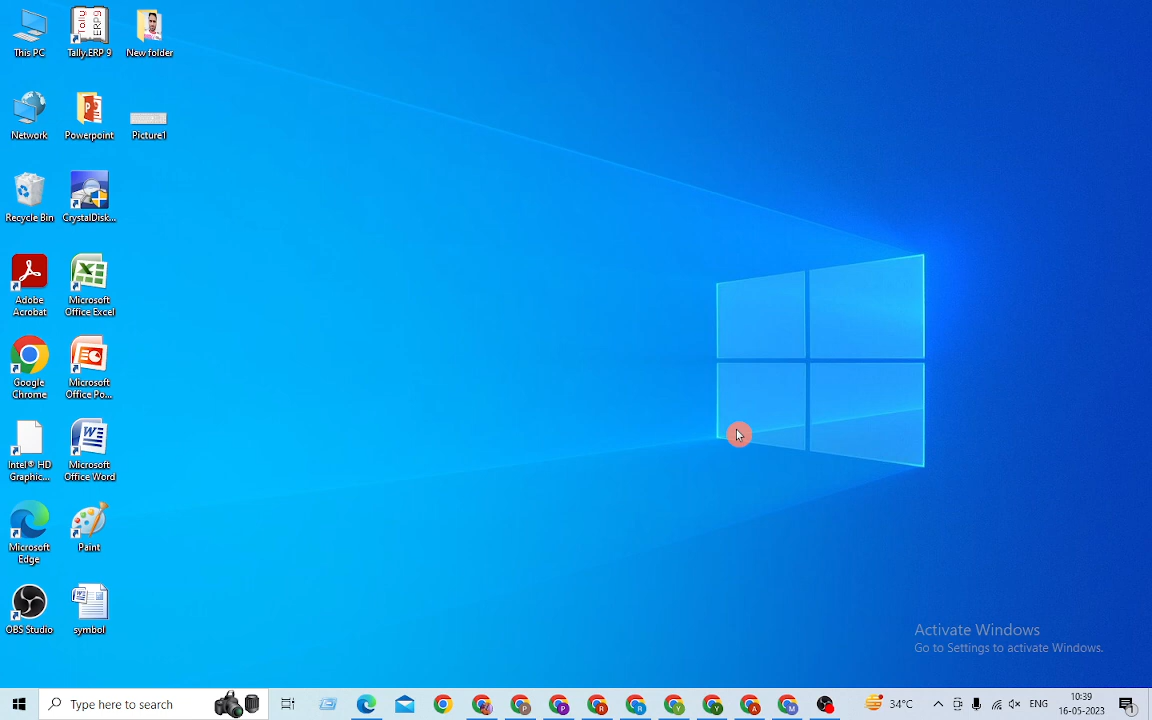 This PC
Tally
ERP9
Tally.ERP 9
New folder
Network
Powerpoint
Picture1
Recycle Bin
CrystalDisk...
Adobe
Acrobat
Microsoft
Office Excel
Google
Chrome
Microsoft
Office Po...
Intel® HD
Graphic...
Microsoft
Office Word
Microsoft
Edge
Paint
OBS Studio
symbol
Activate Windows
Go to Settings to activate Windows.
Type here to search
34°C
ENG
10:39
16-05-2023